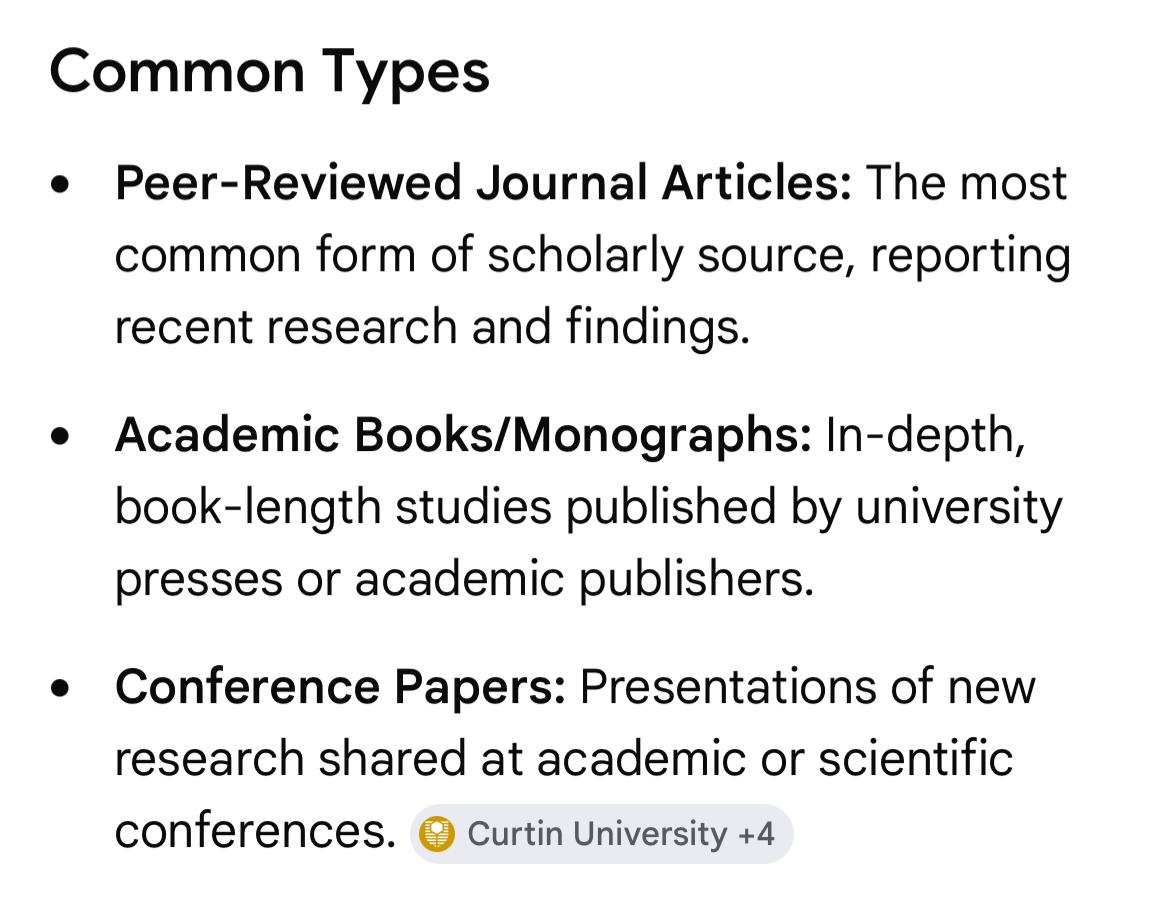 Common Types
• Peer-Reviewed Journal Articles: The most
common form of scholarly source, reporting
recent research and findings.
• Academic Books/Monographs: In-depth,
book-length studies published by university
presses or academic publishers.
• Conference Papers: Presentations of new
research shared at academic or scientific
conferences. Curtin University +4